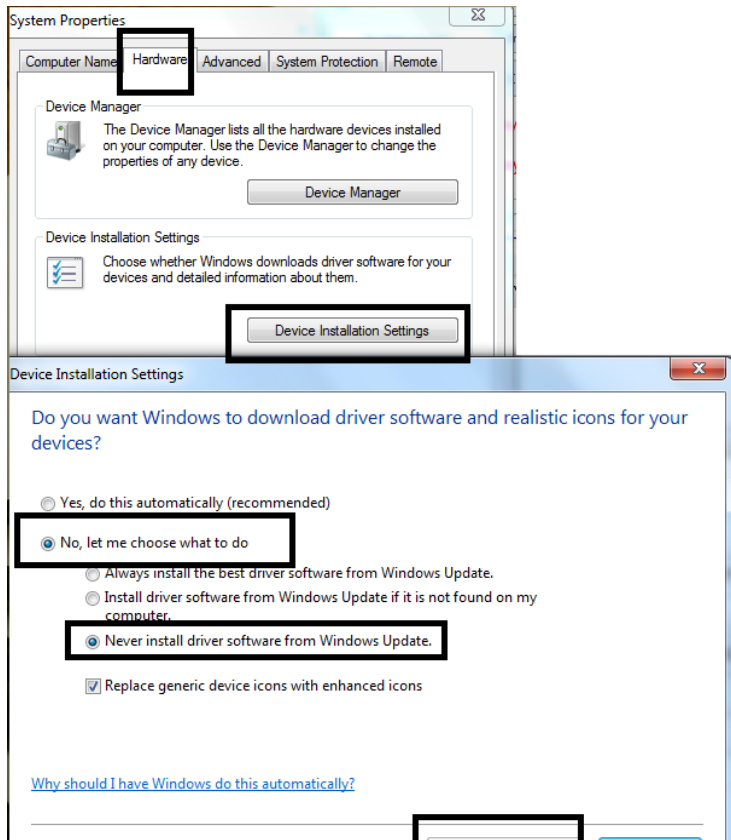 System Properties
Computer Name Hardware Advanced System Protection Remote
Device Manager
The Device Manager lists all the hardware devices installed
on your computer. Use the Device Manager to change the
properties of any device.
Device Manager
Device Installation Settings
Choose whether Windows downloads driver software for your
devices and detailed information about them.
Device Installation Settings
Device Installation Settings
Do you want Windows to download driver software and realistic icons for your
devices?
Yes, do this automatically (recommended)
No, let me choose what to do
Always install the best driver software from Windows Update.
Install driver software from Windows Update if it is not found on my
computer.
Never install driver software from Windows Update.
Replace generic device icons with enhanced icons
Why should I have Windows do this automatically?